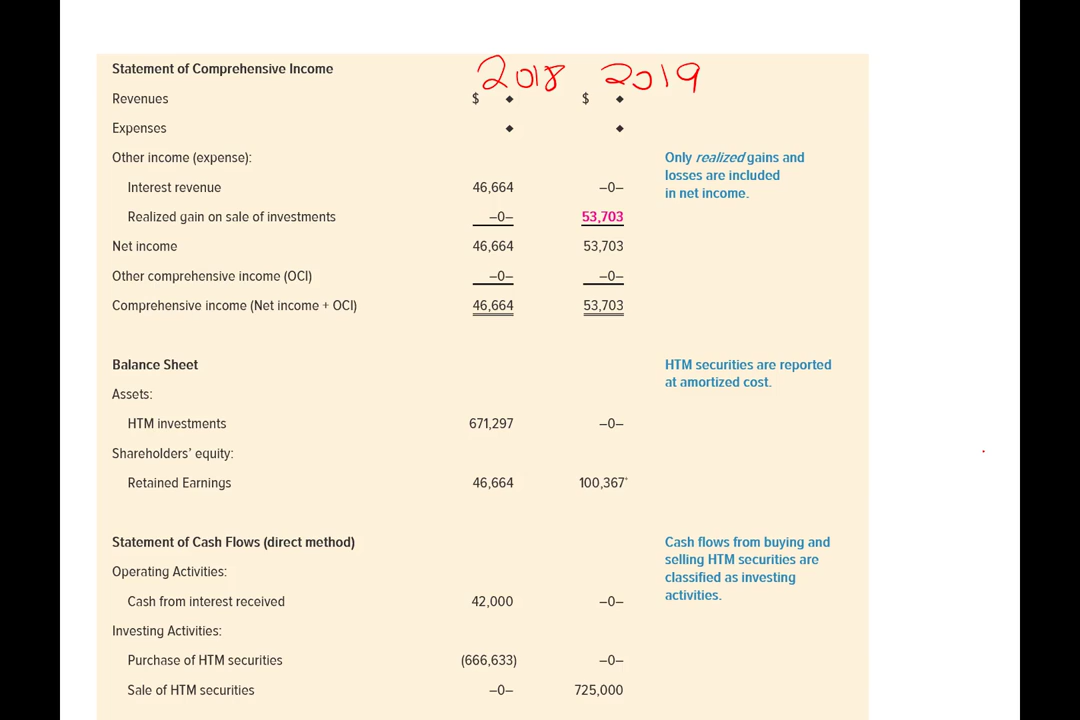 Statement of Comprehensive Income 2018 2019
Revenues $ ◆ $ ◆
Expenses ◆ ◆
Other income (expense): Only realized gains and
losses are included
Interest revenue 46,664 –0– in net income.
Realized gain on sale of investments –0– 53,703
Net income 46,664 53,703
Other comprehensive income (OCI) –0– –0–
Comprehensive income (Net income + OCI) 46,664 53,703
Balance Sheet HTM securities are reported
at amortized cost.
Assets:
HTM investments 671,297 –0–
Shareholders’ equity:
Retained Earnings 46,664 100,367*
Statement of Cash Flows (direct method) Cash flows from buying and
selling HTM securities are
Operating Activities: classified as investing
activities.
Cash from interest received 42,000 –0–
Investing Activities:
Purchase of HTM securities (666,633) –0–
Sale of HTM securities –0– 725,000